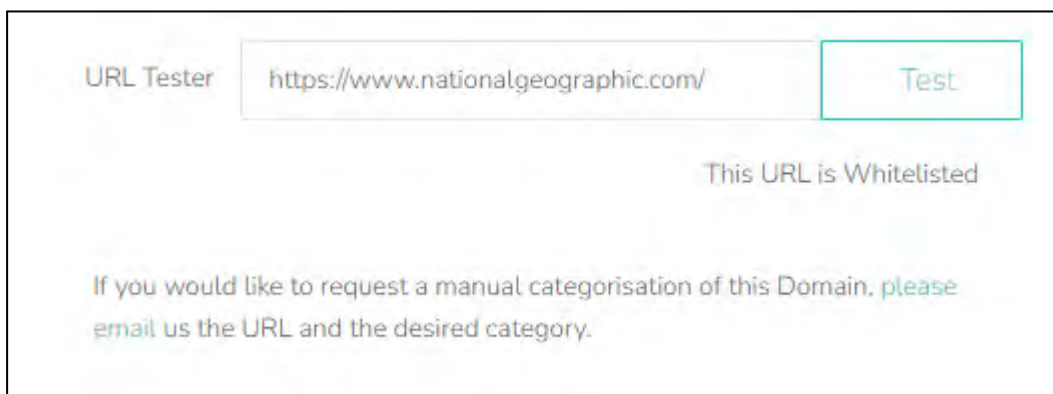 URL Tester https://www.nationalgeographic.com/ Test
This URL is Whitelisted
If you would like to request a manual categorisation of this Domain, please
email us the URL and the desired category.